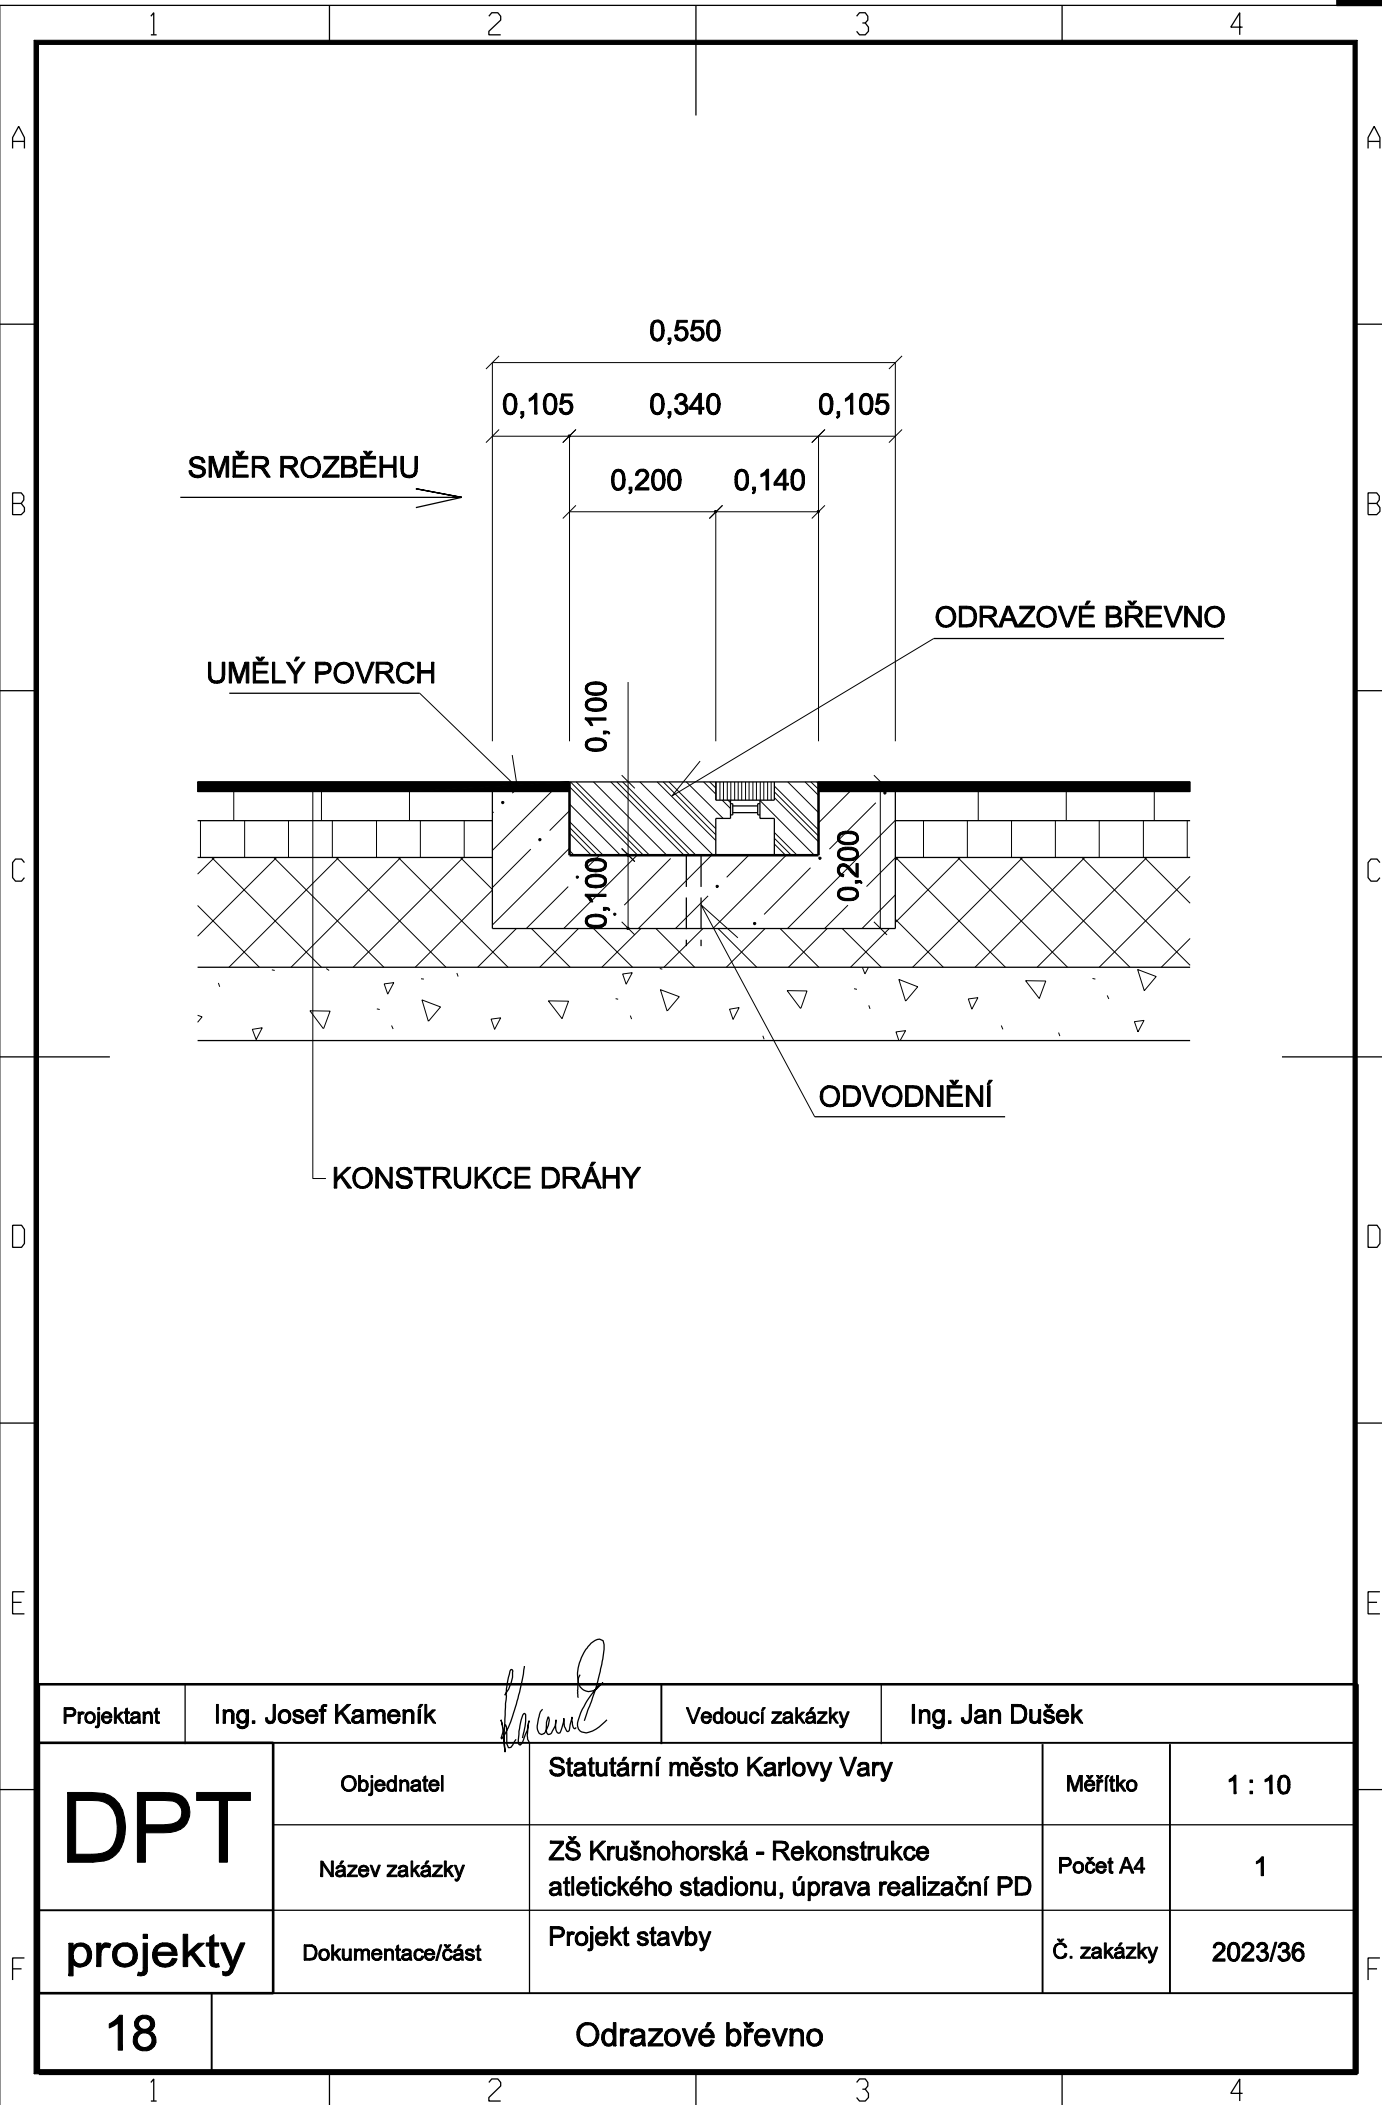 1 2 3 4
A A
0,550
0,105 0,340 0,105
SMĚR ROZBĚHU
0,200 0,140
B B
ODRAZOVÉ BŘEVNO
UMĚLÝ POVRCH
0,100
0,200
0,100
C C
ODVODNĚNÍ
KONSTRUKCE DRÁHY
D D
E E
Projektant Ing. Josef Kameník Vedoucí zakázky Ing. Jan Dušek
DPT
projekty
Objednatel Statutární město Karlovy Vary Měřítko 1 : 10
Název zakázky ZŠ Krušnohorská - Rekonstrukce
atletického stadionu, úprava realizační PD Počet A4 1
Dokumentace/část Projekt stavby Č. zakázky 2023/36
F F
18 Odrazové břevno
1 2 3 4